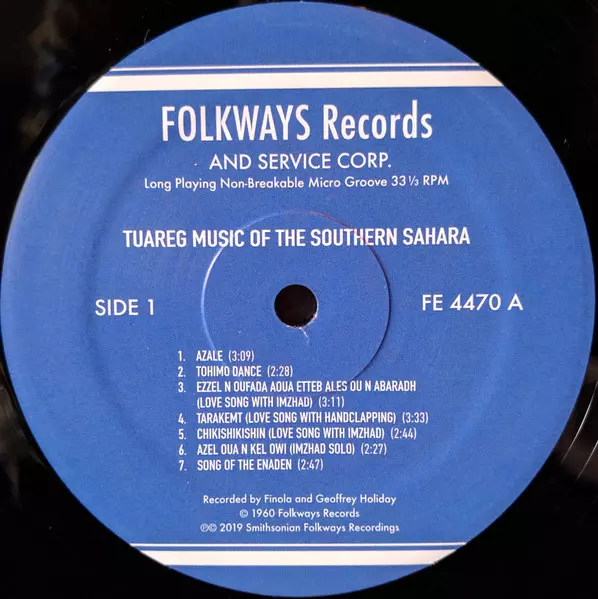 FOLKWAYS Records
AND SERVICE CORP.
Long Playing Non-Breakable Micro Groove 33 1/3 RPM
TUAREG MUSIC OF THE SOUTHERN SAHARA
SIDE 1
FE 4470 A
1. AZALE (3:09)
2. TOHIMO DANCE (2:28)
3. EZZEL N OUFADA AOUA ETTEB ALES OU N ABARADH
(LOVE SONG WITH IMZHAD) (3:11)
4. TARAKEMT (LOVE SONG WITH HANDCLAPPING) (3:33)
5. CHIKISHIKISHIN (LOVE SONG WITH IMZHAD) (2:44)
6. AZEL OUA N KEL OWI (IMZHAD SOLO) (2:27)
7. SONG OF THE ENADEN (2:47)
Recorded by Finola and Geoffrey Holiday
© 1960 Folkways Records
℗© 2019 Smithsonian Folkways Recordings